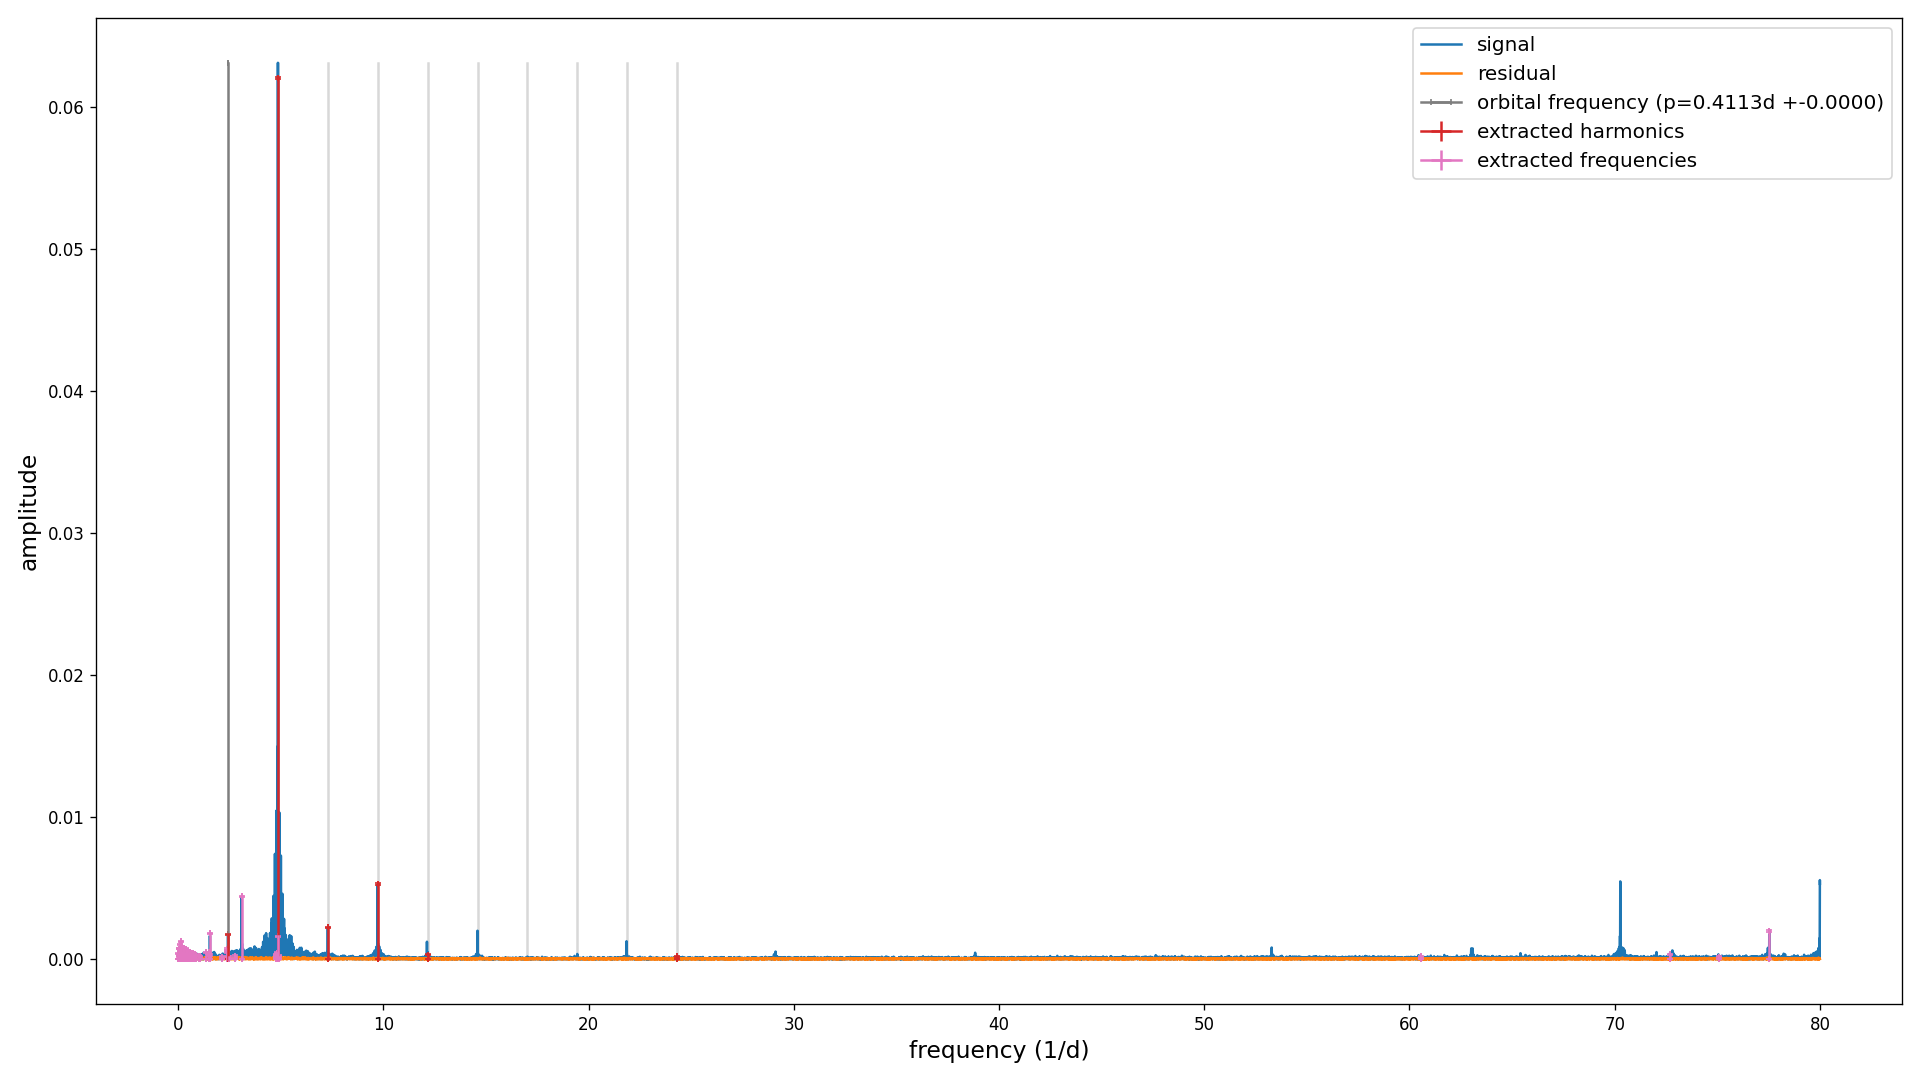 signal
residual
orbital frequency (p=0.4113d +-0.0000)
extracted harmonics
extracted frequencies
amplitude
0.06
0.05
0.04
0.03
0.02
0.01
0.00
0 10 20 30 40 50 60 70 80
frequency (1/d)